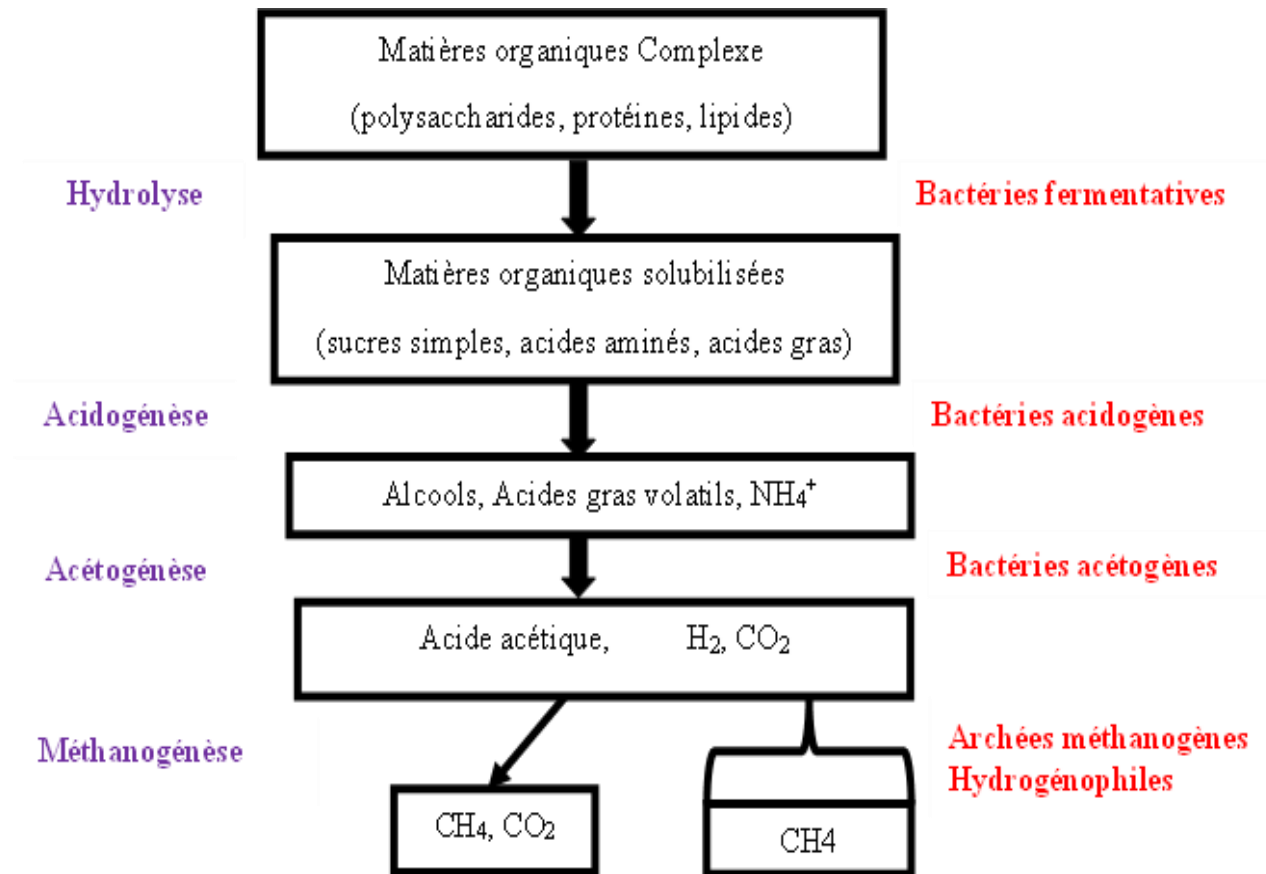 Matières organiques Complexe
(polysaccharides, protéines, lipides)
Hydrolyse
Bactéries fermentatives
Matières organiques solubilisées
(sucres simples, acides aminés, acides gras)
Acidogénèse
Bactéries acidogènes
Alcools, Acides gras volatils, NH₄⁺
Acétogénèse
Bactéries acétogènes
Acide acétique, H₂, CO₂
Méthanogénèse
Archées méthanogènes
Hydrogénophiles
CH₄, CO₂
CH4